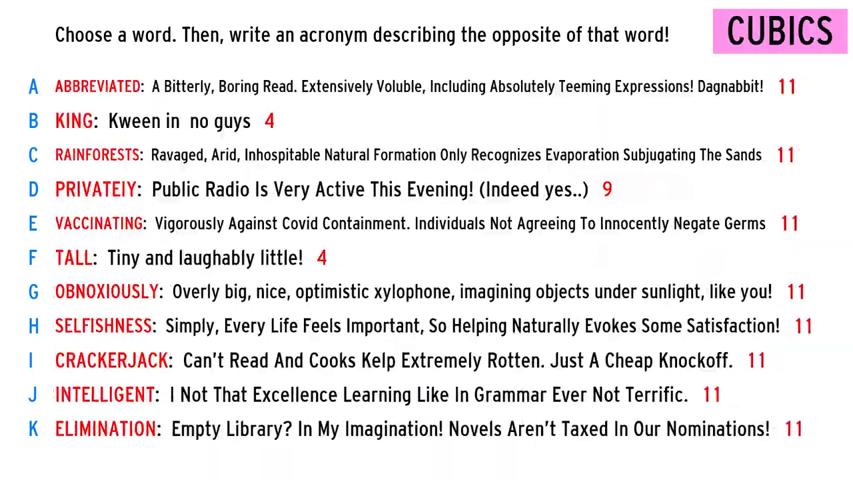 Choose a word. Then, write an acronym describing the opposite of that word!
CUBICS
A ABBREVIATED: A Bitterly, Boring Read. Extensively Voluble, Including Absolutely Teeming Expressions! Dagnabbit! 11
B KING: Kween in no guys 4
C RAINFORESTS: Ravaged, Arid, Inhospitable Natural Formation Only Recognizes Evaporation Subjugating The Sands 11
D PRIVATEIY: Public Radio Is Very Active This Evening! (Indeed yes..) 9
E VACCINATING: Vigorously Against Covid Containment. Individuals Not Agreeing To Innocently Negate Germs 11
F TALL: Tiny and laughably little! 4
G OBNOXIOUSLY: Overly big, nice, optimistic xylophone, imagining objects under sunlight, like you! 11
H SELFISHNESS: Simply, Every Life Feels Important, So Helping Naturally Evokes Some Satisfaction! 11
I CRACKERJACK: Can't Read And Cooks Kelp Extremely Rotten. Just A Cheap Knockoff. 11
J INTELLIGENT: I Not That Excellence Learning Like In Grammar Ever Not Terrific. 11
K ELIMINATION: Empty Library? In My Imagination! Novels Aren't Taxed In Our Nominations! 11